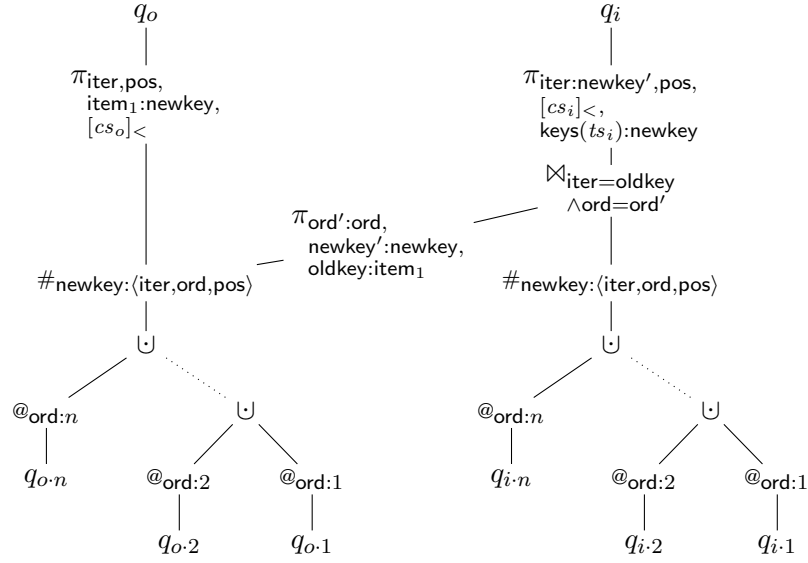 q_o q_i
π_iter,pos, π_iter:newkey′,pos,
item₁:newkey, [cs_i]_<,
[cs_o]_< keys(ts_i):newkey
⋈_iter=oldkey
∧ord=ord′
π_ord′:ord,
newkey′:newkey,
oldkey:item₁
#_newkey:⟨iter,ord,pos⟩ #_newkey:⟨iter,ord,pos⟩
⊍ ⊍
@_ord:n ⊍ @_ord:n ⊍
q_o·n @_ord:2 @_ord:1 q_i·n @_ord:2 @_ord:1
q_o·2 q_o·1 q_i·2 q_i·1